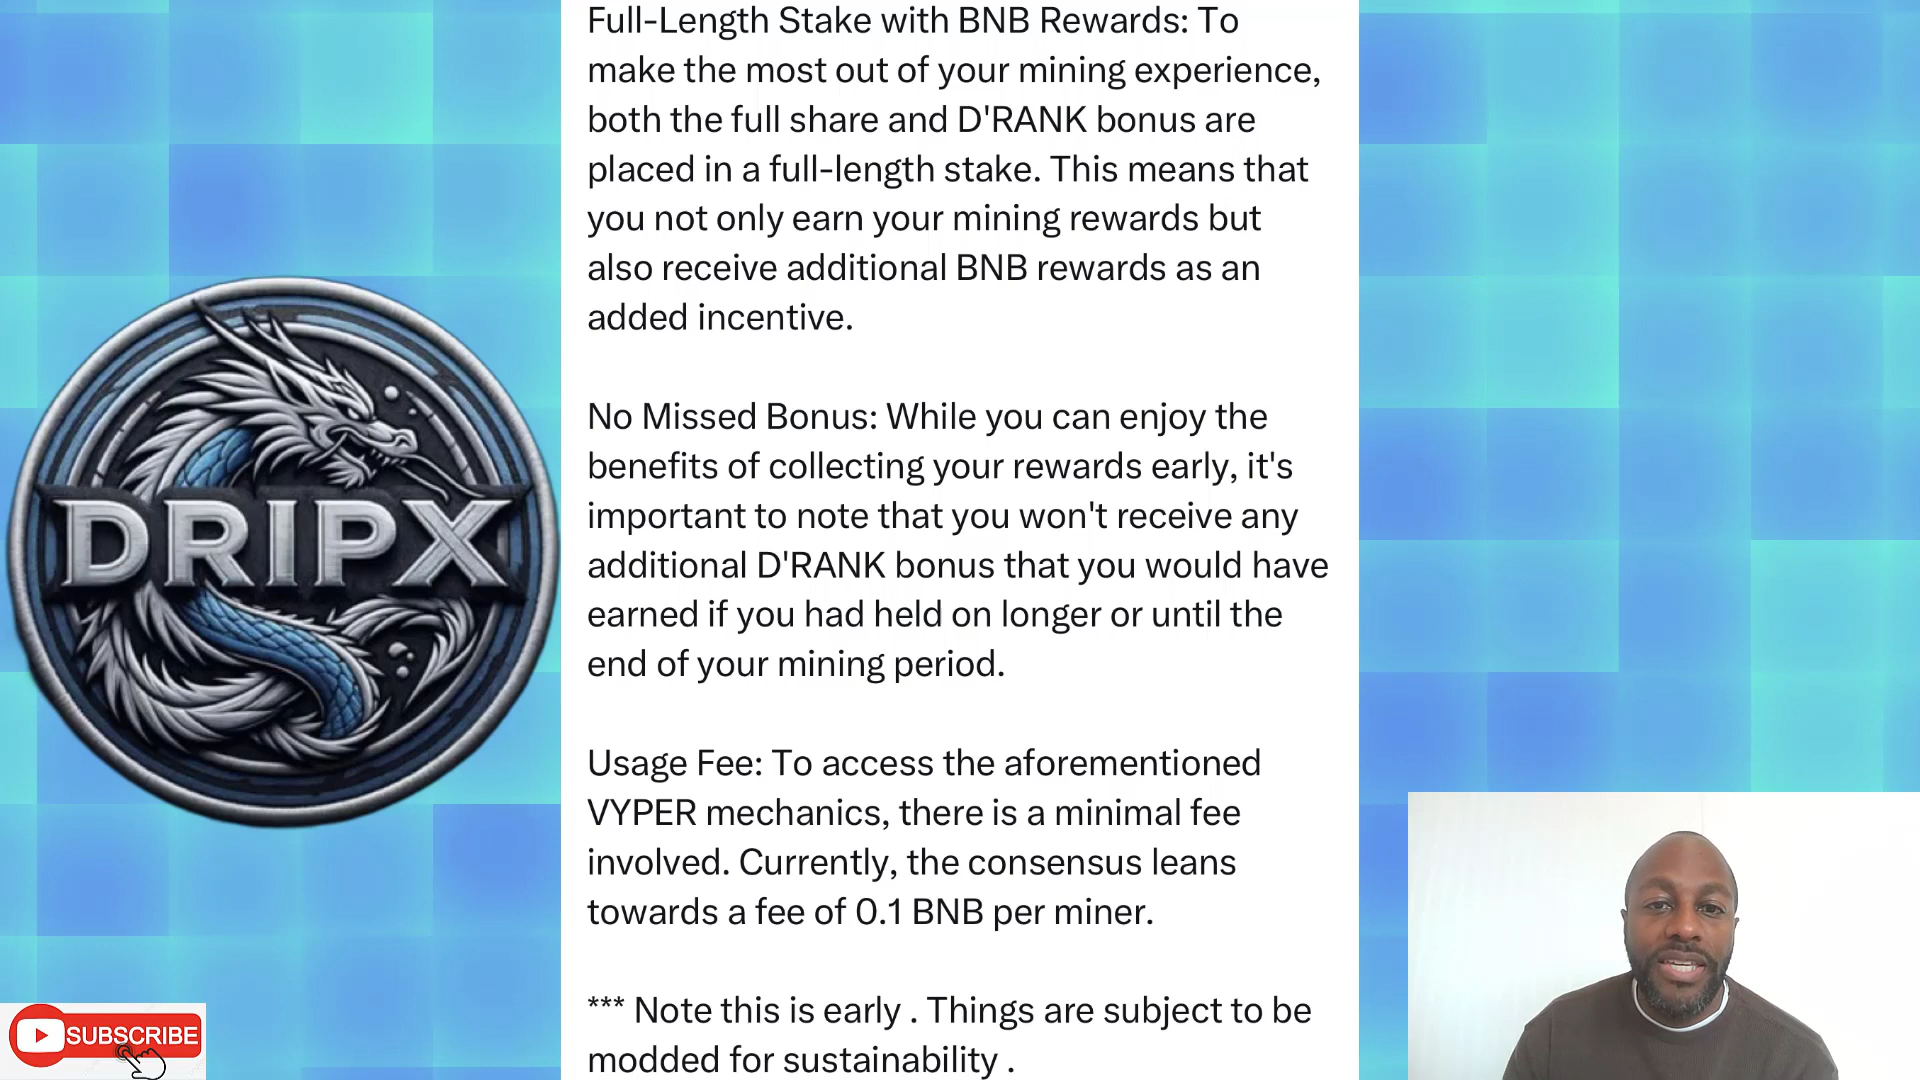 Full-Length Stake with BNB Rewards: To
make the most out of your mining experience,
both the full share and D'RANK bonus are
placed in a full-length stake. This means that
you not only earn your mining rewards but
also receive additional BNB rewards as an
added incentive.
No Missed Bonus: While you can enjoy the
benefits of collecting your rewards early, it's
important to note that you won't receive any
additional D'RANK bonus that you would have
earned if you had held on longer or until the
end of your mining period.
Usage Fee: To access the aforementioned
VYPER mechanics, there is a minimal fee
involved. Currently, the consensus leans
towards a fee of 0.1 BNB per miner.
*** Note this is early . Things are subject to be
modded for sustainability .
DRIPX
SUBSCRIBE